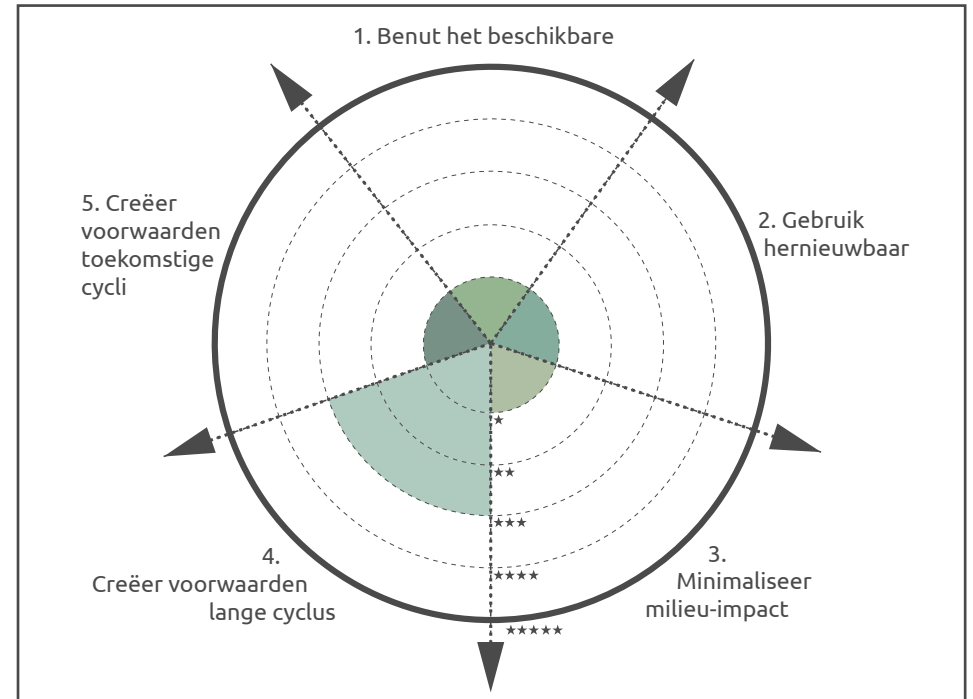 1. Benut het beschikbare
5. Creëer
voorwaarden
toekomstige
cycli
2. Gebruik
hernieuwbaar
★
★★
★★★
★★★★
★★★★★
4.
Creëer voorwaarden
lange cyclus
3.
Minimaliseer
milieu-impact